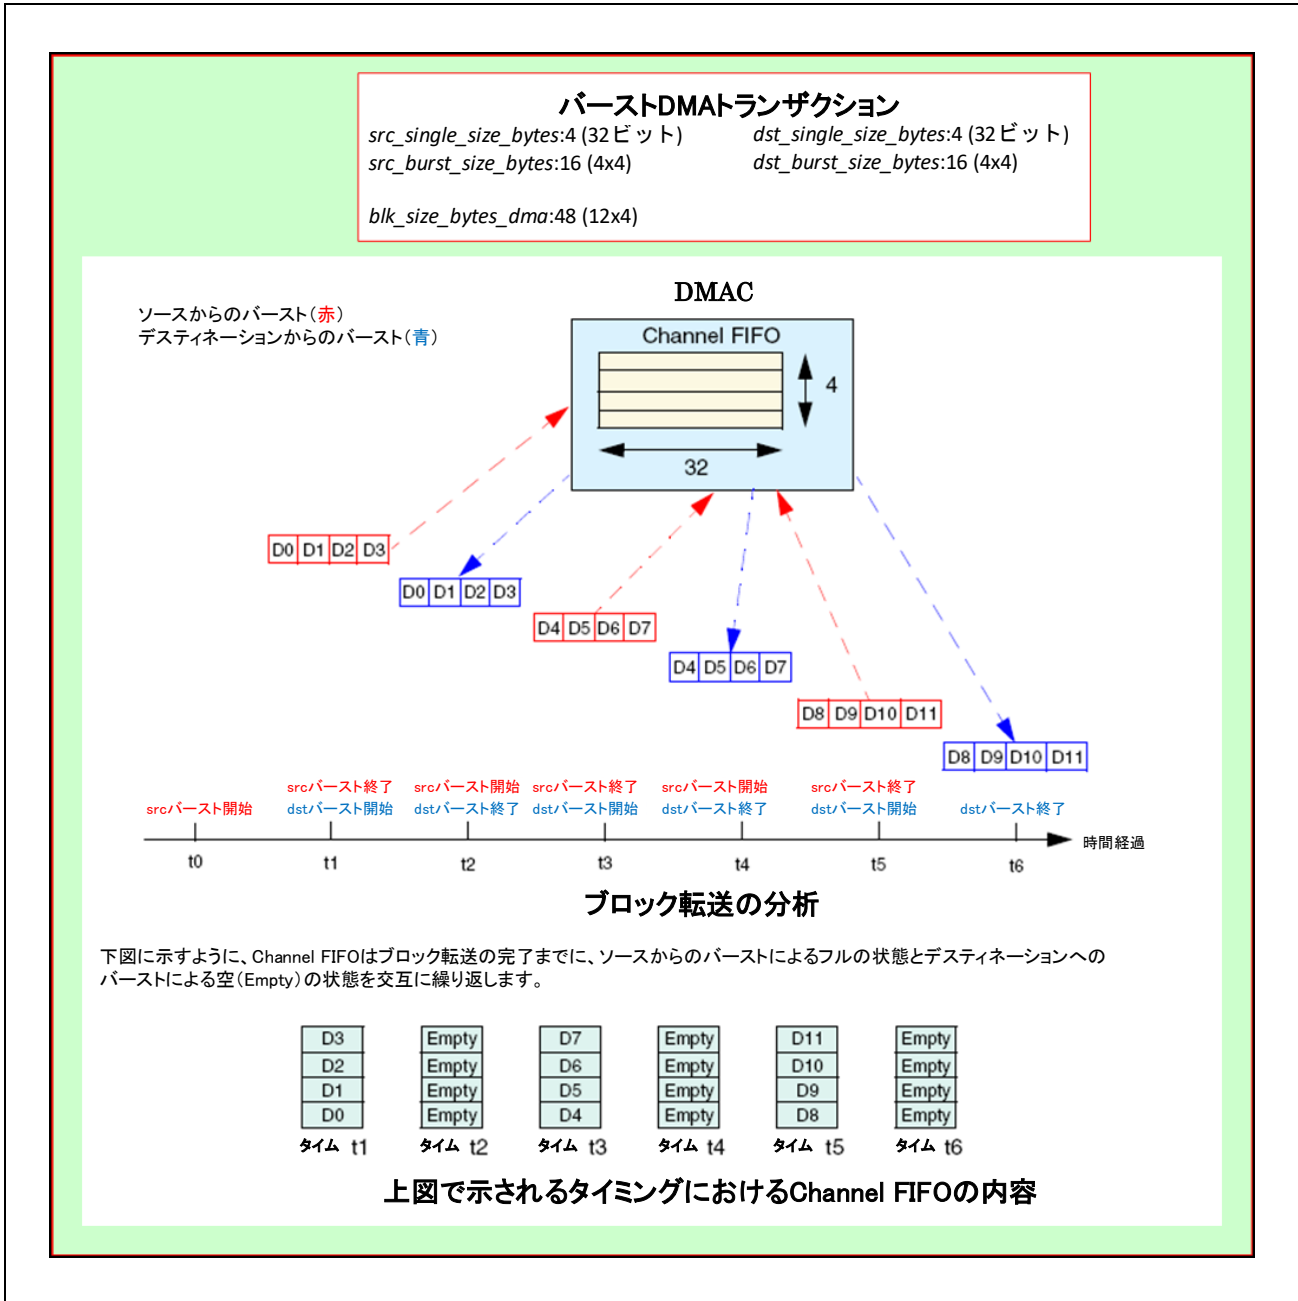 バーストDMAトランザクション
src_single_size_bytes:4 (32ビット)
dst_single_size_bytes:4 (32ビット)
src_burst_size_bytes:16 (4x4)
dst_burst_size_bytes:16 (4x4)
blk_size_bytes_dma:48 (12x4)
DMAC
ソースからのバースト（赤）
デスティネーションからのバースト（青）
Channel FIFO
4
32
D0 D1 D2 D3
D0 D1 D2 D3
D4 D5 D6 D7
D4 D5 D6 D7
D8 D9 D10 D11
D8 D9 D10 D11
srcバースト終了 srcバースト開始 srcバースト終了 srcバースト開始 srcバースト終了
srcバースト開始 dstバースト開始 dstバースト終了 dstバースト開始 dstバースト終了 dstバースト開始 dstバースト終了
時間経過
t0 t1 t2 t3 t4 t5 t6
ブロック転送の分析
下図に示すように、Channel FIFOはブロック転送の完了までに、ソースからのバーストによるフルの状態とデスティネーションへの
バーストによる空（Empty）の状態を交互に繰り返します。
D3 Empty D7 Empty D11 Empty
D2 Empty D6 Empty D10 Empty
D1 Empty D5 Empty D9 Empty
D0 Empty D4 Empty D8 Empty
タイム t1 タイム t2 タイム t3 タイム t4 タイム t5 タイム t6
上図で示されるタイミングにおけるChannel FIFOの内容